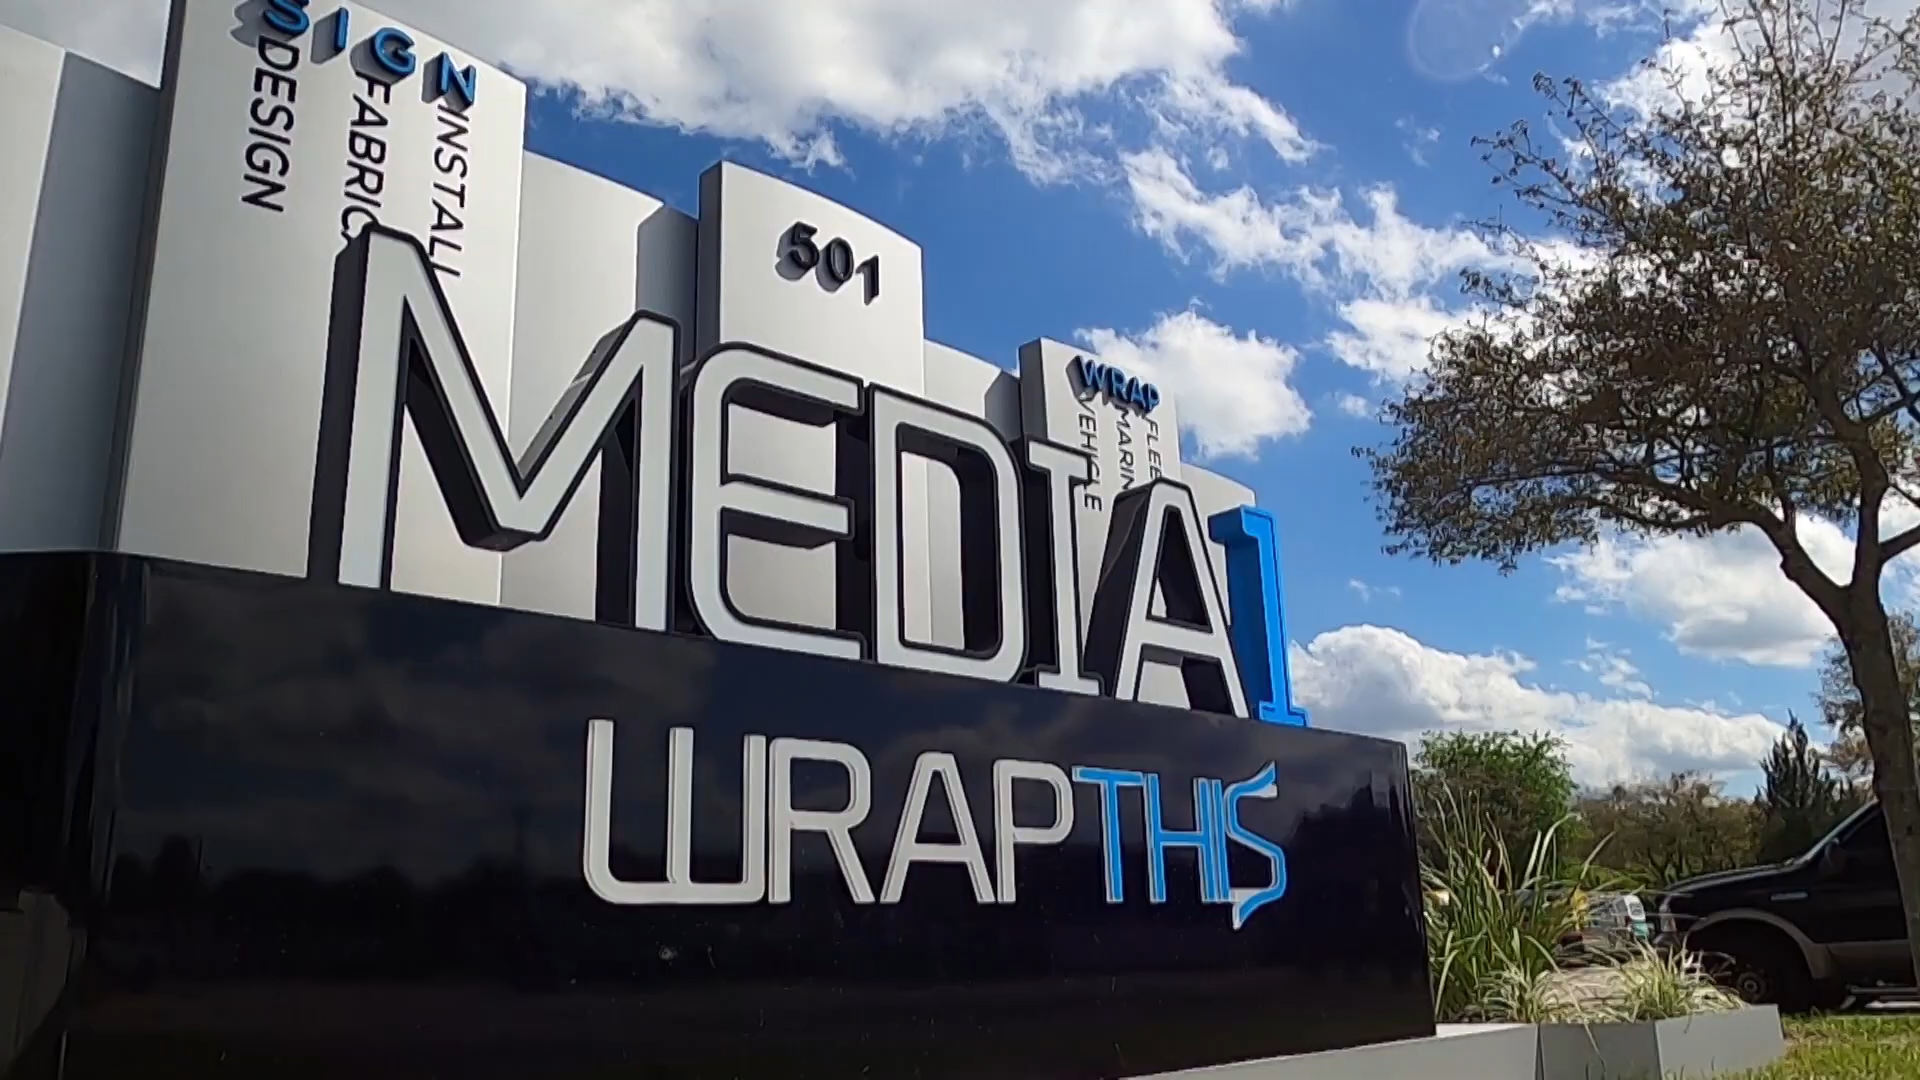 SIGN
DESIGN
FABRIC
INSTALL
501
WRAP
VEHICLE
MARIN
FLEE
MEDIA1
WRAPTHIS